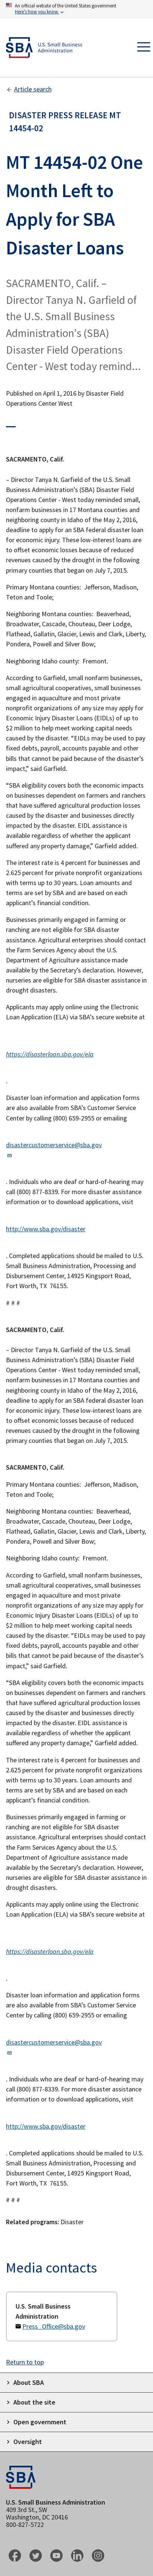 An official website of the United States government
Here's how you know
SBA U.S. Small Business
Administration
Article search
DISASTER PRESS RELEASE MT
14454-02
MT 14454-02 One
Month Left to
Apply for SBA
Disaster Loans
SACRAMENTO, Calif. –
Director Tanya N. Garfield of
the U.S. Small Business
Administration's (SBA)
Disaster Field Operations
Center - West today remind...
Published on April 1, 2016 by Disaster Field
Operations Center West
SACRAMENTO, Calif.
– Director Tanya N. Garfield of the U.S. Small
Business Administration's (SBA) Disaster Field
Operations Center - West today reminded small,
nonfarm businesses in 17 Montana counties and
neighboring county in Idaho of the May 2, 2016,
deadline to apply for an SBA federal disaster loan
for economic injury. These low-interest loans are
to offset economic losses because of reduced
revenues caused by drought in the following
primary counties that began on July 7, 2015.
Primary Montana counties: Jefferson, Madison,
Teton and Toole;
Neighboring Montana counties: Beaverhead,
Broadwater, Cascade, Chouteau, Deer Lodge,
Flathead, Gallatin, Glacier, Lewis and Clark, Liberty,
Pondera, Powell and Silver Bow;
Neighboring Idaho county: Fremont.
According to Garfield, small nonfarm businesses,
small agricultural cooperatives, small businesses
engaged in aquaculture and most private
nonprofit organizations of any size may apply for
Economic Injury Disaster Loans (EIDLs) of up to
$2 million to help meet working capital needs
caused by the disaster. "EIDLs may be used to pay
fixed debts, payroll, accounts payable and other
bills that cannot be paid because of the disaster's
impact," said Garfield.
"SBA eligibility covers both the economic impacts
on businesses dependent on farmers and ranchers
that have suffered agricultural production losses
caused by the disaster and businesses directly
impacted by the disaster. EIDL assistance is
available regardless of whether the applicant
suffered any property damage," Garfield added.
The interest rate is 4 percent for businesses and
2.625 percent for private nonprofit organizations
with terms up to 30 years. Loan amounts and
terms are set by SBA and are based on each
applicant's financial condition.
Businesses primarily engaged in farming or
ranching are not eligible for SBA disaster
assistance. Agricultural enterprises should contact
the Farm Services Agency about the U.S.
Department of Agriculture assistance made
available by the Secretary's declaration. However,
nurseries are eligible for SBA disaster assistance in
drought disasters.
Applicants may apply online using the Electronic
Loan Application (ELA) via SBA's secure website at
https://disasterloan.sba.gov/ela
.
Disaster loan information and application forms
are also available from SBA's Customer Service
Center by calling (800) 659-2955 or emailing
disastercustomerservice@sba.gov
. Individuals who are deaf or hard-of-hearing may
call (800) 877-8339. For more disaster assistance
information or to download applications, visit
http://www.sba.gov/disaster
. Completed applications should be mailed to U.S.
Small Business Administration, Processing and
Disbursement Center, 14925 Kingsport Road,
Fort Worth, TX 76155.
# # #
SACRAMENTO, Calif.
– Director Tanya N. Garfield of the U.S. Small
Business Administration's (SBA) Disaster Field
Operations Center - West today reminded small,
nonfarm businesses in 17 Montana counties and
neighboring county in Idaho of the May 2, 2016,
deadline to apply for an SBA federal disaster loan
for economic injury. These low-interest loans are
to offset economic losses because of reduced
revenues caused by drought in the following
primary counties that began on July 7, 2015.
SACRAMENTO, Calif.
Primary Montana counties: Jefferson, Madison,
Teton and Toole;
Neighboring Montana counties: Beaverhead,
Broadwater, Cascade, Chouteau, Deer Lodge,
Flathead, Gallatin, Glacier, Lewis and Clark, Liberty,
Pondera, Powell and Silver Bow;
Neighboring Idaho county: Fremont.
According to Garfield, small nonfarm businesses,
small agricultural cooperatives, small businesses
engaged in aquaculture and most private
nonprofit organizations of any size may apply for
Economic Injury Disaster Loans (EIDLs) of up to
$2 million to help meet working capital needs
caused by the disaster. "EIDLs may be used to pay
fixed debts, payroll, accounts payable and other
bills that cannot be paid because of the disaster's
impact," said Garfield.
"SBA eligibility covers both the economic impacts
on businesses dependent on farmers and ranchers
that have suffered agricultural production losses
caused by the disaster and businesses directly
impacted by the disaster. EIDL assistance is
available regardless of whether the applicant
suffered any property damage," Garfield added.
The interest rate is 4 percent for businesses and
2.625 percent for private nonprofit organizations
with terms up to 30 years. Loan amounts and
terms are set by SBA and are based on each
applicant's financial condition.
Businesses primarily engaged in farming or
ranching are not eligible for SBA disaster
assistance. Agricultural enterprises should contact
the Farm Services Agency about the U.S.
Department of Agriculture assistance made
available by the Secretary's declaration. However,
nurseries are eligible for SBA disaster assistance in
drought disasters.
Applicants may apply online using the Electronic
Loan Application (ELA) via SBA's secure website at
https://disasterloan.sba.gov/ela
.
Disaster loan information and application forms
are also available from SBA's Customer Service
Center by calling (800) 659-2955 or emailing
disastercustomerservice@sba.gov
. Individuals who are deaf or hard-of-hearing may
call (800) 877-8339. For more disaster assistance
information or to download applications, visit
http://www.sba.gov/disaster
. Completed applications should be mailed to U.S.
Small Business Administration, Processing and
Disbursement Center, 14925 Kingsport Road,
Fort Worth, TX 76155.
# # #
Related programs: Disaster
Media contacts
U.S. Small Business
Administration
Press_Office@sba.gov
Return to top
About SBA
About the site
Open government
Oversight
SBA
U.S. Small Business Administration
409 3rd St., SW
Washington, DC 20416
800-827-5722